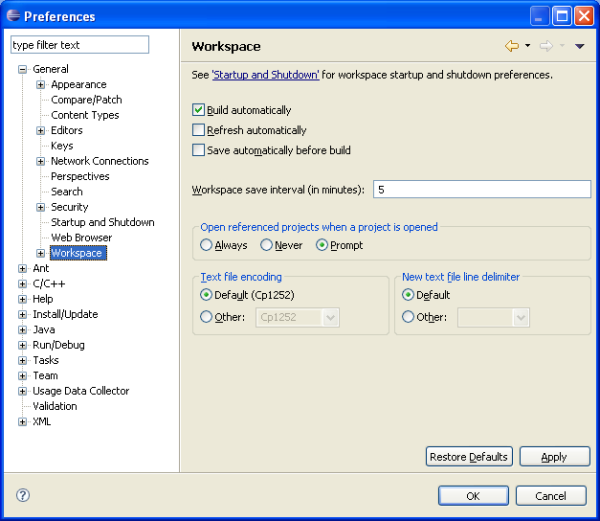 Preferences
type filter text
Workspace
See 'Startup and Shutdown' for workspace startup and shutdown preferences.
General
Appearance
Compare/Patch
Content Types
Editors
Keys
Network Connections
Perspectives
Search
Security
Startup and Shutdown
Web Browser
Workspace
Ant
C/C++
Help
Install/Update
Java
Run/Debug
Tasks
Team
Usage Data Collector
Validation
XML
Build automatically
Refresh automatically
Save automatically before build
Workspace save interval (in minutes): 5
Open referenced projects when a project is opened
Always Never Prompt
Text file encoding
Default (Cp1252)
Other: Cp1252
New text file line delimiter
Default
Other:
Restore Defaults Apply
? OK Cancel